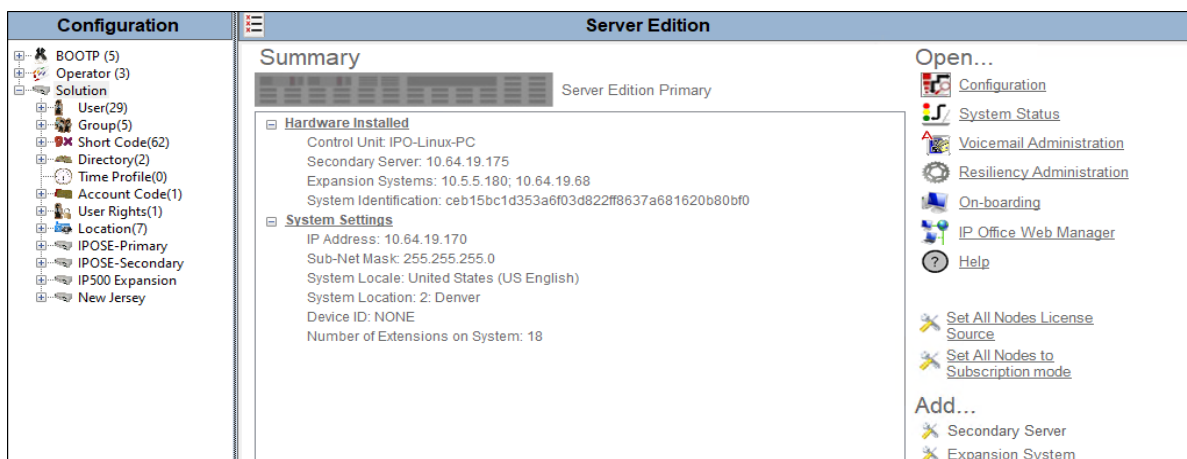 Configuration
Server Edition
BOOTP (5)
Operator (3)
Solution
User(29)
Group(5)
Short Code(62)
Directory(2)
Time Profile(0)
Account Code(1)
User Rights(1)
Location(7)
IPOSE-Primary
IPOSE-Secondary
IP500 Expansion
New Jersey
Summary
Server Edition Primary
Hardware Installed
Control Unit: IPO-Linux-PC
Secondary Server: 10.64.19.175
Expansion Systems: 10.5.5.180; 10.64.19.68
System Identification: ceb15bc1d353a6f03d822ff8637a681620b80bf0
System Settings
IP Address: 10.64.19.170
Sub-Net Mask: 255.255.255.0
System Locale: United States (US English)
System Location: 2: Denver
Device ID: NONE
Number of Extensions on System: 18
Open...
Configuration
System Status
Voicemail Administration
Resiliency Administration
On-boarding
IP Office Web Manager
Help
Set All Nodes License
Source
Set All Nodes to
Subscription mode
Add...
Secondary Server
Expansion System